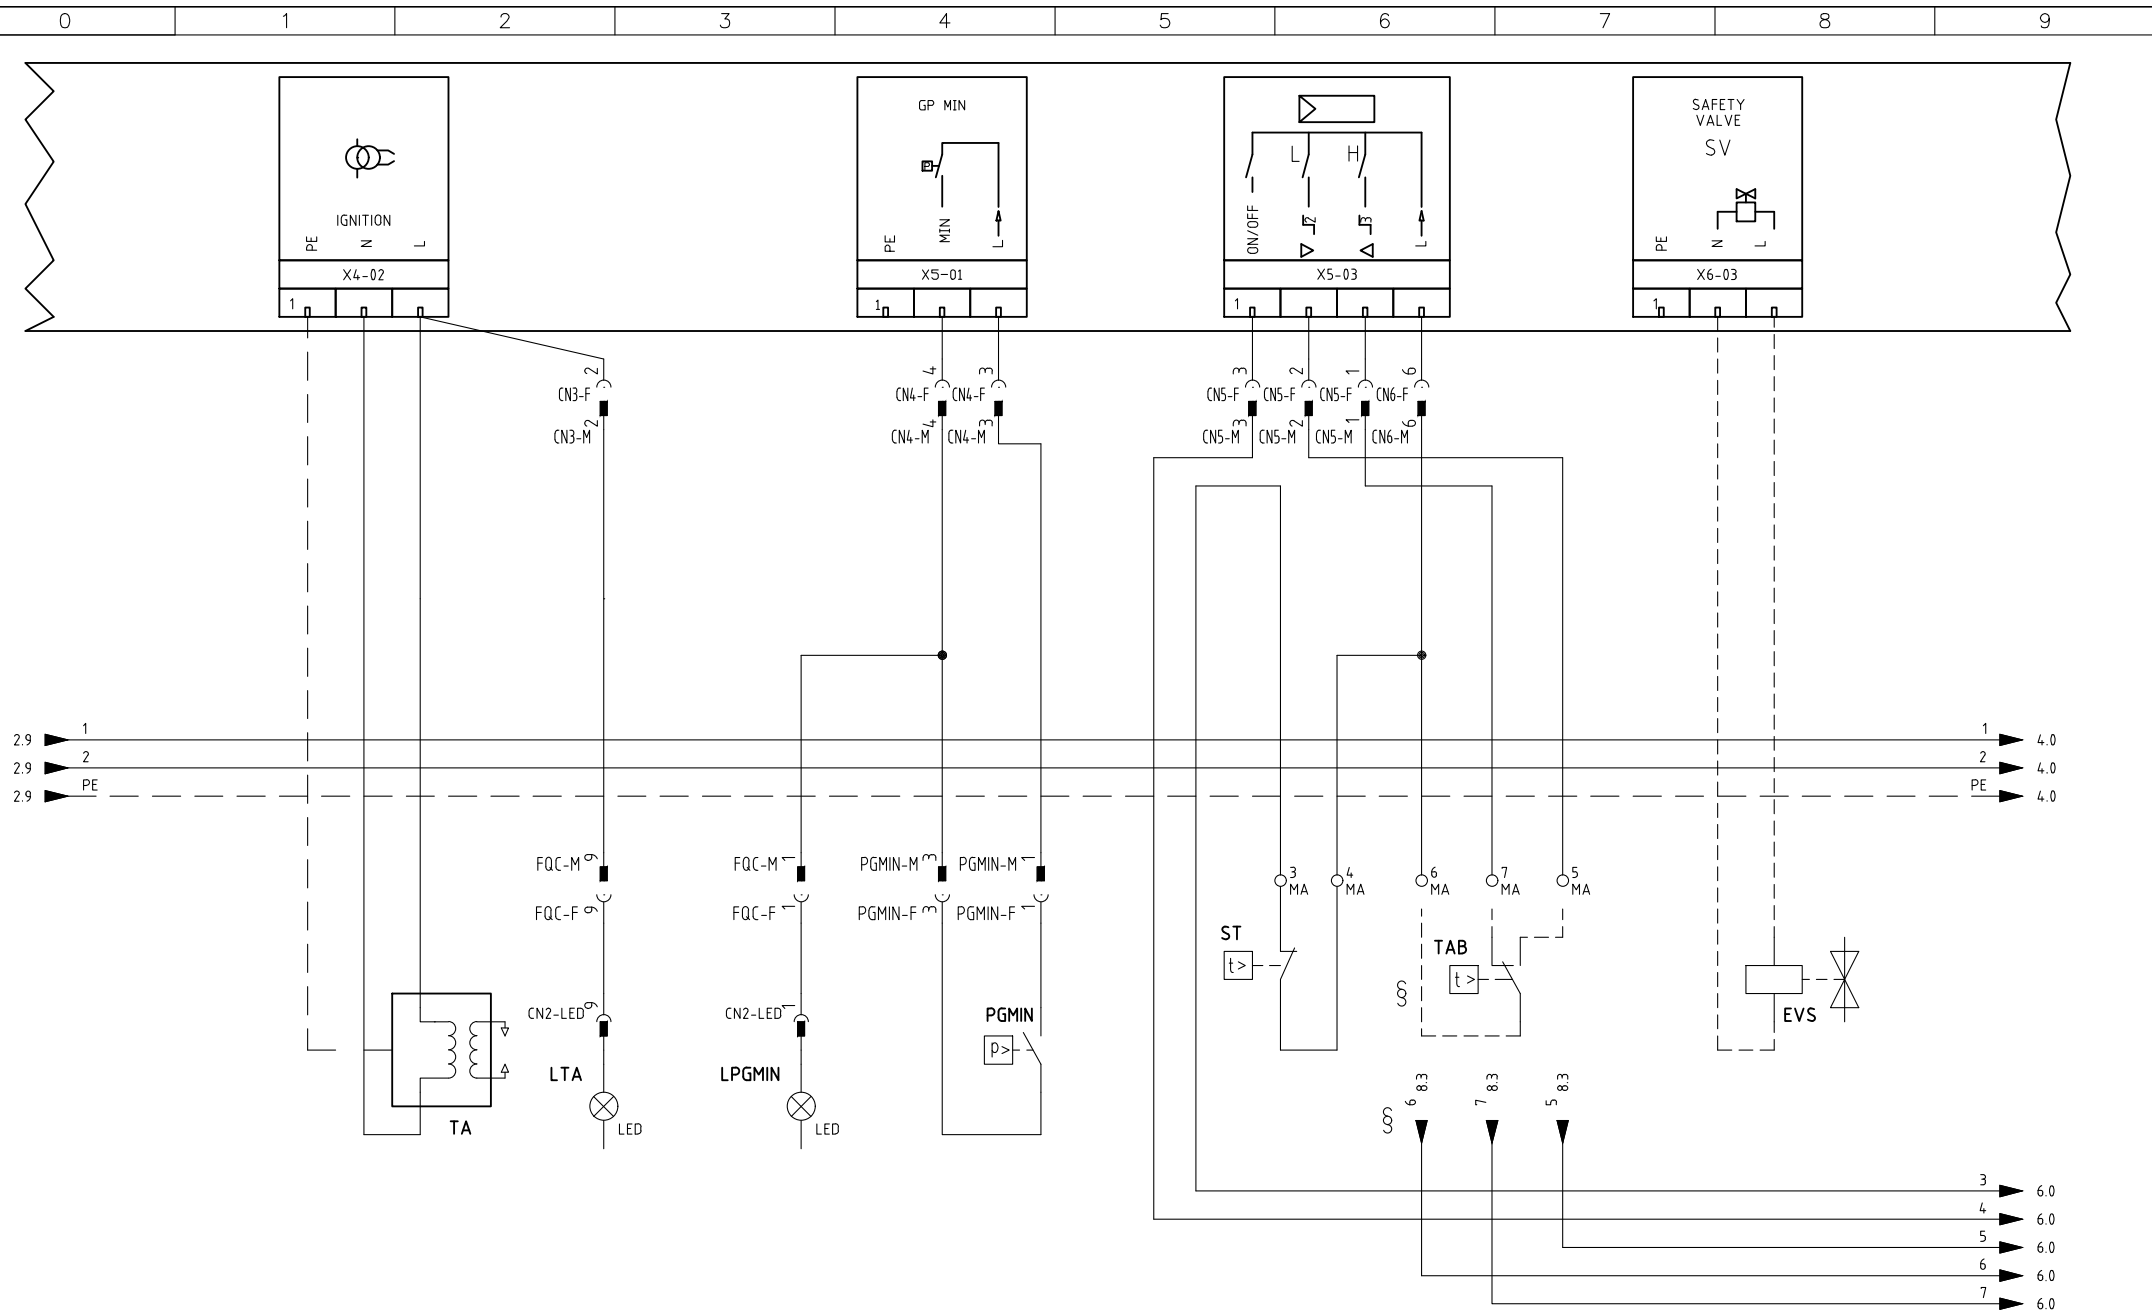 0 1 2 3 4 5 6 7 8 9
GP MIN
SAFETY
VALVE
SV
P
L H
IGNITION
PE N L
PE MIN L
ON/OFF 2 3 L
PE N L
X4-02 X5-01 X5-03 X6-03
1 1 1 1
2 4 3 3 2 1 6
CN3-F CN4-F CN4-F CN5-F CN5-F CN5-F CN6-F
2 4 3 3 2 1 6
CN3-M CN4-M CN4-M CN5-M CN5-M CN5-M CN6-M
2.9 1 1 4.0
2.9 2 2 4.0
2.9 PE PE 4.0
FQC-M 9 FQC-M 1 PGMIN-M 3 PGMIN-M 1
3 MA 4 MA 6 MA 7 MA 5 MA
FQC-F 9 FQC-F 1 PGMIN-F 3 PGMIN-F 1
ST
t>
TAB
t>
§
CN2-LED 9 CN2-LED 1
PGMIN
p>
EVS
LTA LPGMIN
LED LED
TA
§
6 8.3 7 8.3 5 8.3
3 6.0
4 6.0
5 6.0
6 6.0
7 6.0